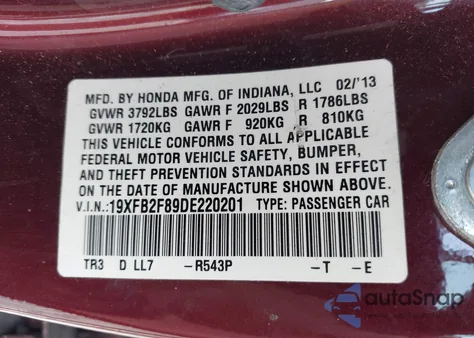 MFD. BY HONDA MFG. OF INDIANA, LLC 02/'13
GVWR 3792LBS GAWR F 2029LBS R 1786LBS
GVWR 1720KG GAWR F 920KG R 810KG
THIS VEHICLE CONFORMS TO ALL APPLICABLE
FEDERAL MOTOR VEHICLE SAFETY, BUMPER,
AND THEFT PREVENTION STANDARDS IN EFFECT
ON THE DATE OF MANUFACTURE SHOWN ABOVE.
V.I.N.:19XFB2F89DE220201 TYPE: PASSENGER CAR
TR3 D LL7 -R543P -T -E
autoSnap